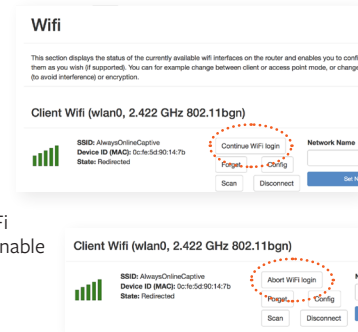 Wifi
This section displays the status of the currently available wifi interfaces on the router and enables you to confi
them as you wish (if supported). You can for example change between client or access point mode, or change
(to avoid interference) or encryption.
Client Wifi (wlan0, 2.422 GHz 802.11bgn)
SSID: AlwaysOnlineCaptive
Device ID (MAC): 0c:fe:5d:90:14:7b
State: Redirected
Continue WiFi login
Forget
Config
Scan
Disconnect
Network Name
Set N
Fi
nable
Client Wifi (wlan0, 2.422 GHz 802.11bgn)
SSID: AlwaysOnlineCaptive
Device ID (MAC): 0c:fe:5d:90:14:7b
State: Redirected
Abort WiFi login
Forget
Config
Scan
Disconnect
N